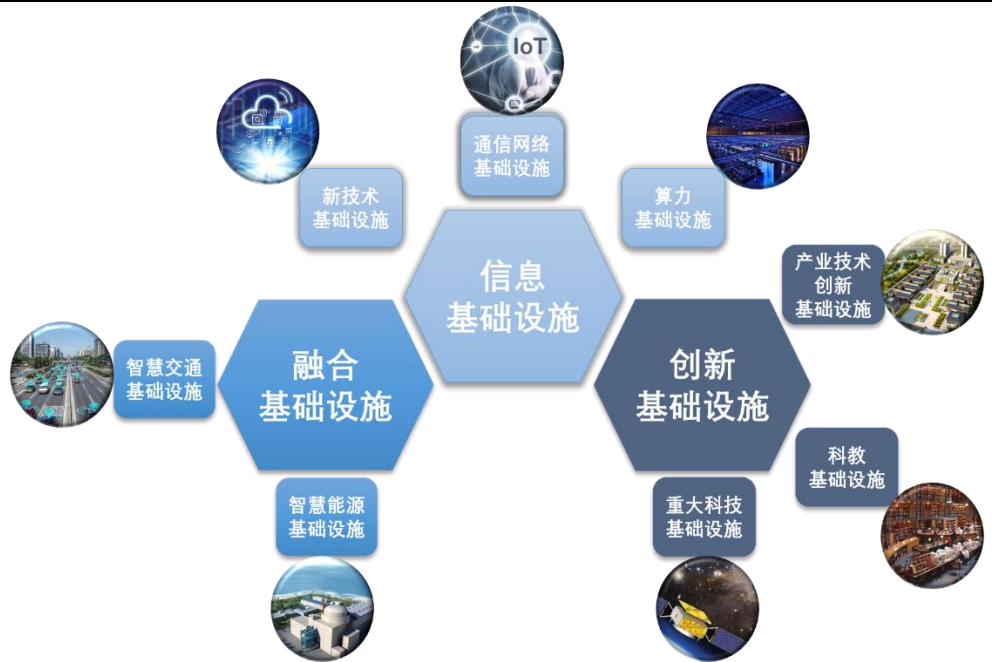 IoT
通信网络
基础设施
新技术
基础设施
算力
基础设施
信息
基础设施
产业技术
创新
基础设施
融合
基础设施
创新
基础设施
智慧交通
基础设施
科教
基础设施
智慧能源
基础设施
重大科技
基础设施